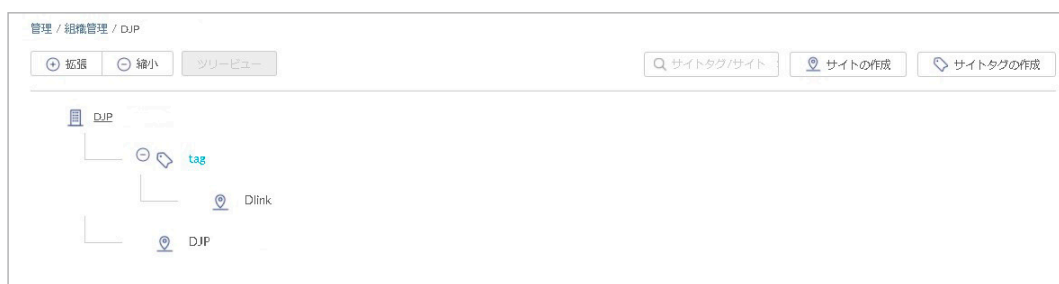 管理 / 組織管理 / DJP
拡張 縮小 ツリービュー サイトタグ/サイト サイトの作成 サイトタグの作成
DJP
tag
Dlink
DJP